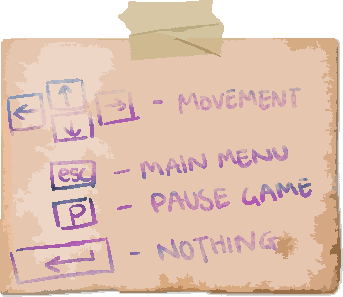 ← ↑ ↓ → - MOVEMENT
esc - MAIN MENU
P - PAUSE GAME
↵ - NOTHING